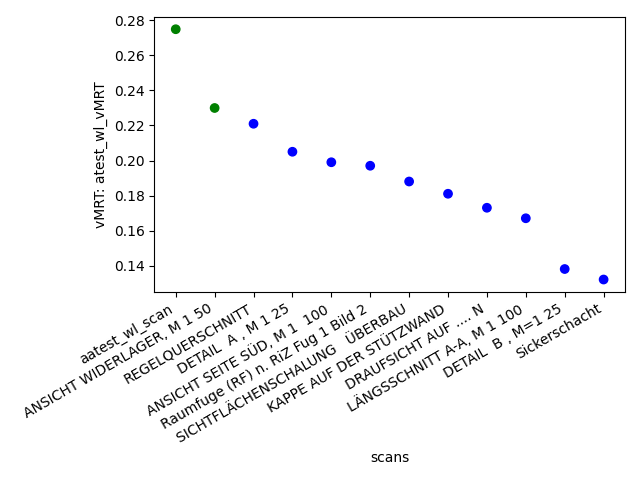 0.28
0.26
0.24
0.22
0.20
0.18
0.16
0.14
vMRT: atest_wl_vMRT
aatest_wl_scan
ANSICHT WIDERLAGER, M 1 50
REGELQUERSCHNITT
DETAIL  A , M 1 25
ANSICHT SEITE SÜD, M 1  100
Raumfuge (RF) n. RiZ Fug 1 Bild 2
SICHTFLÄCHENSCHALUNG   ÜBERBAU
KAPPE AUF DER STÜTZWAND
DRAUFSICHT AUF .... N
LÄNGSSCHNITT A-A, M 1 100
DETAIL  B , M=1 25
Sickerschacht
scans